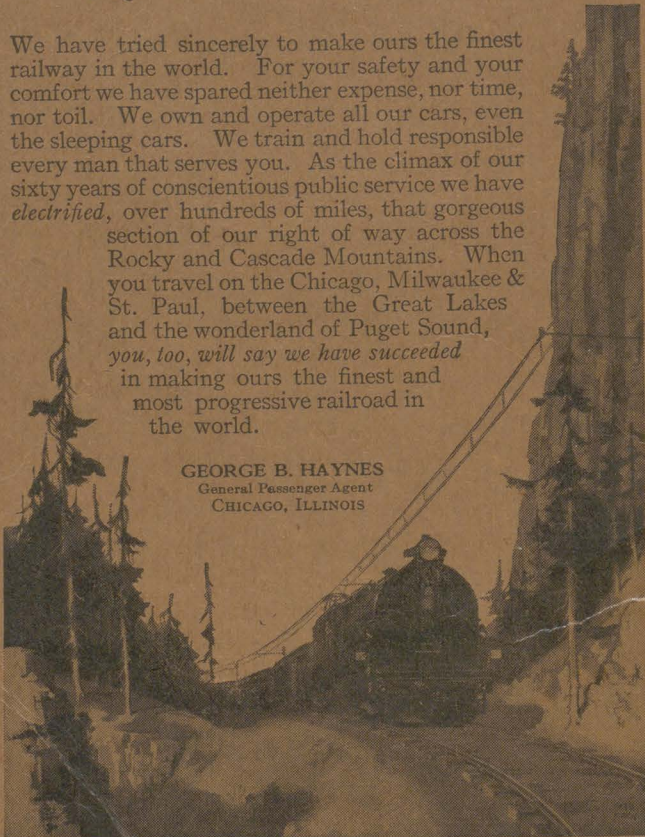 We have tried sincerely to make ours the finest
railway in the world. For your safety and your
comfort we have spared neither expense, nor time,
nor toil. We own and operate all our cars, even
the sleeping cars. We train and hold responsible
every man that serves you. As the climax of our
sixty years of conscientious public service we have
electrified, over hundreds of miles, that gorgeous
section of our right of way across the
Rocky and Cascade Mountains. When
you travel on the Chicago, Milwaukee &
St. Paul, between the Great Lakes
and the wonderland of Puget Sound,
you, too, will say we have succeeded
in making ours the finest and
most progressive railroad in
the world.
GEORGE B. HAYNES
General Passenger Agent
CHICAGO, ILLINOIS